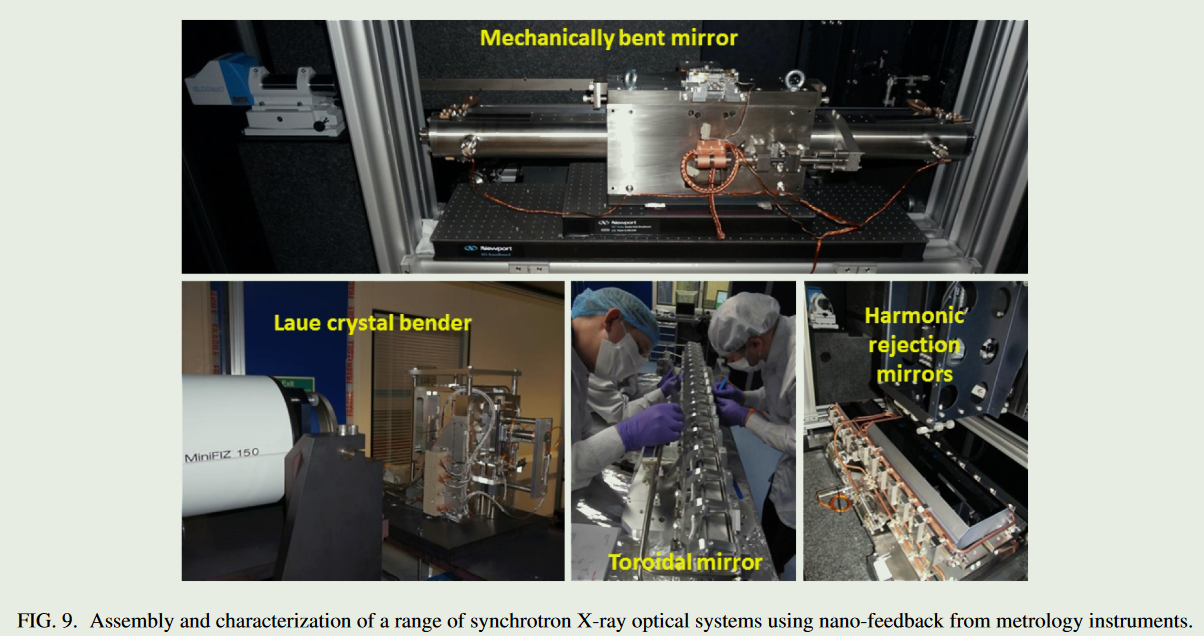 Mechanically bent mirror
Newport
Newport
Laue crystal bender
Exit
MiniFIZ 150
Toroidal mirror
Harmonic
rejection
mirrors
FIG. 9. Assembly and characterization of a range of synchrotron X-ray optical systems using nano-feedback from metrology instruments.